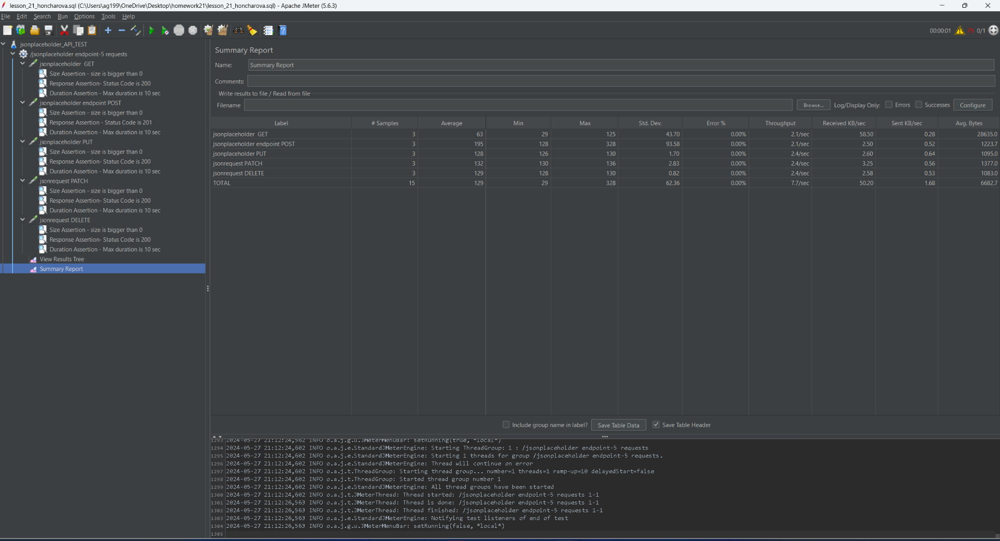 lesson_21_honcharova.sql (C:\Users\ag199\OneDrive\Desktop\homework21\lesson_21_honcharova.sql) - Apache JMeter (5.6.3)
File Edit Search Run Options Tools Help
00:00:01 79 0/1
jsonplaceholder_API_TEST
/jsonplaceholder endpoint-5 requests
jsonplaceholder GET
Size Assertion - size is bigger than 0
Response Assertion- Status Code is 200
Duration Assertion - Max duration is 10 sec
jsonplaceholder endpoint POST
Size Assertion - size is bigger than 0
Response Assertion - Status Code is 201
Duration Assertion - Max duration is 10 sec
jsonplaceholder PUT
Size Assertion - size is bigger than 0
Response Assertion- Status Code is 200
Duration Assertion - Max duration is 10 sec
jsonrequest PATCH
Size Assertion - size is bigger than 0
Response Assertion- Status Code is 200
Duration Assertion - Max duration is 10 sec
jsonrequest DELETE
Size Assertion - size is bigger than 0
Response Assertion- Status Code is 200
Duration Assertion - Max duration is 10 sec
View Results Tree
Summary Report
Summary Report
Name: Summary Report
Comments:
Write results to file / Read from file
Filename Browse... Log/Display Only: Errors Successes Configure
Label # Samples Average Min Max Std. Dev. Error % Throughput Received KB/sec Sent KB/sec Avg. Bytes
jsonplaceholder GET 3 63 29 125 43.70 0.00% 2.1/sec 58.50 0.28 28635.0
jsonplaceholder endpoint POST 3 195 128 328 93.58 0.00% 2.1/sec 2.50 0.52 1223.7
jsonplaceholder PUT 3 128 126 130 1.70 0.00% 2.4/sec 2.60 0.64 1095.0
jsonrequest PATCH 3 132 130 136 2.83 0.00% 2.4/sec 3.25 0.56 1377.0
jsonrequest DELETE 3 129 128 130 0.82 0.00% 2.4/sec 2.58 0.53 1083.0
TOTAL 15 129 29 328 62.36 0.00% 7.7/sec 50.20 1.68 6682.7
Include group name in label? Save Table Data Save Table Header
1293 2024-05-27 21:12:24,562 INFO o.a.j.g.u.JMeterMenuBar: setRunning(true, *local*)
1294 2024-05-27 21:12:24,602 INFO o.a.j.e.StandardJMeterEngine: Starting ThreadGroup: 1 : /jsonplaceholder endpoint-5 requests
1295 2024-05-27 21:12:24,602 INFO o.a.j.e.StandardJMeterEngine: Starting 1 threads for group /jsonplaceholder endpoint-5 requests.
1296 2024-05-27 21:12:24,602 INFO o.a.j.e.StandardJMeterEngine: Thread will continue on error
1297 2024-05-27 21:12:24,602 INFO o.a.j.t.ThreadGroup: Starting thread group... number=1 threads=1 ramp-up=10 delayedStart=false
1298 2024-05-27 21:12:24,602 INFO o.a.j.t.ThreadGroup: Started thread group number 1
1299 2024-05-27 21:12:24,602 INFO o.a.j.e.StandardJMeterEngine: All thread groups have been started
1300 2024-05-27 21:12:24,602 INFO o.a.j.t.JMeterThread: Thread started: /jsonplaceholder endpoint-5 requests 1-1
1301 2024-05-27 21:12:26,563 INFO o.a.j.t.JMeterThread: Thread is done: /jsonplaceholder endpoint-5 requests 1-1
1302 2024-05-27 21:12:26,563 INFO o.a.j.t.JMeterThread: Thread finished: /jsonplaceholder endpoint-5 requests 1-1
1303 2024-05-27 21:12:26,563 INFO o.a.j.e.StandardJMeterEngine: Notifying test listeners of end of test
1304 2024-05-27 21:12:26,563 INFO o.a.j.g.u.JMeterMenuBar: setRunning(false, *local*)
1305